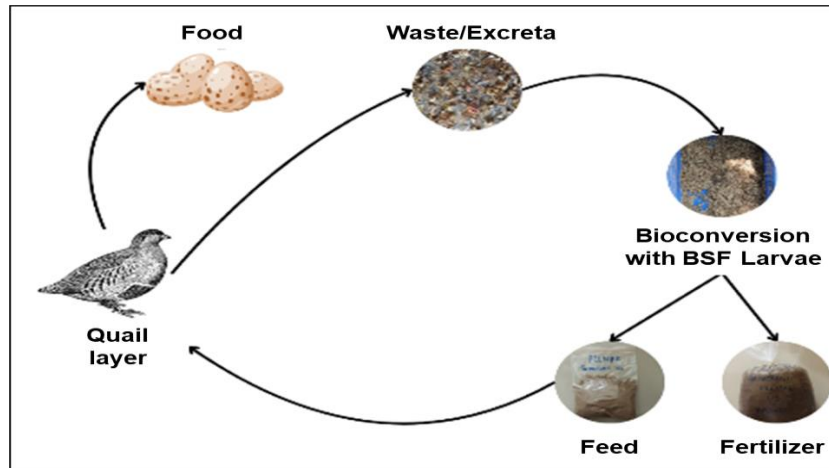 Food
Waste/Excreta
Bioconversion
with BSF Larvae
Quail
layer
Feed
Fertilizer